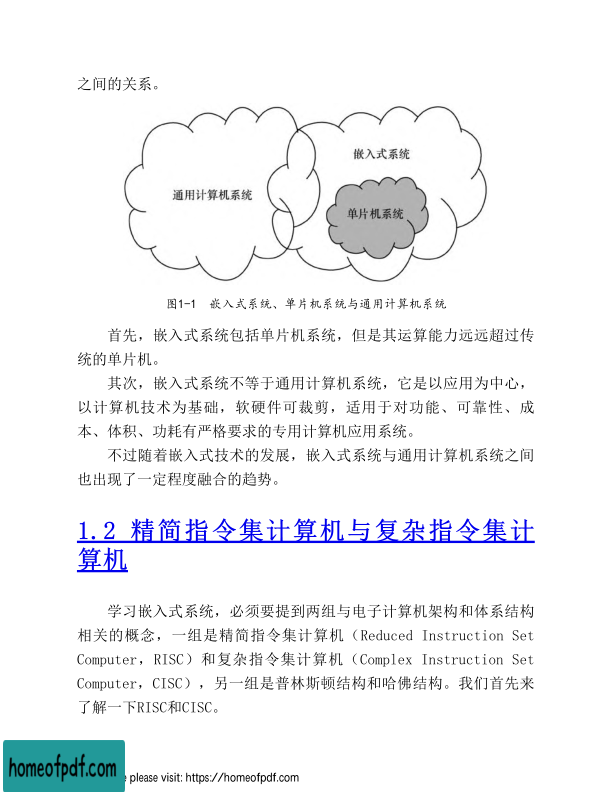 之间的关系。
嵌入式系统
通用计算机系统
单片机系统
图1-1 嵌入式系统、单片机系统与通用计算机系统
首先，嵌入式系统包括单片机系统，但是其运算能力远远超过传
统的单片机。
其次，嵌入式系统不等于通用计算机系统，它是以应用为中心，
以计算机技术为基础，软硬件可裁剪，适用于对功能、可靠性、成
本、体积、功耗有严格要求的专用计算机应用系统。
不过随着嵌入式技术的发展，嵌入式系统与通用计算机系统之间
也出现了一定程度融合的趋势。
1.2 精简指令集计算机与复杂指令集计
算机
学习嵌入式系统，必须要提到两组与电子计算机架构和体系结构
相关的概念，一组是精简指令集计算机（Reduced Instruction Set
Computer，RISC）和复杂指令集计算机（Complex Instruction Set
Computer，CISC），另一组是普林斯顿结构和哈佛结构。我们首先来
了解一下RISC和CISC。
homeofpdf.com
please visit: https://homeofpdf.com